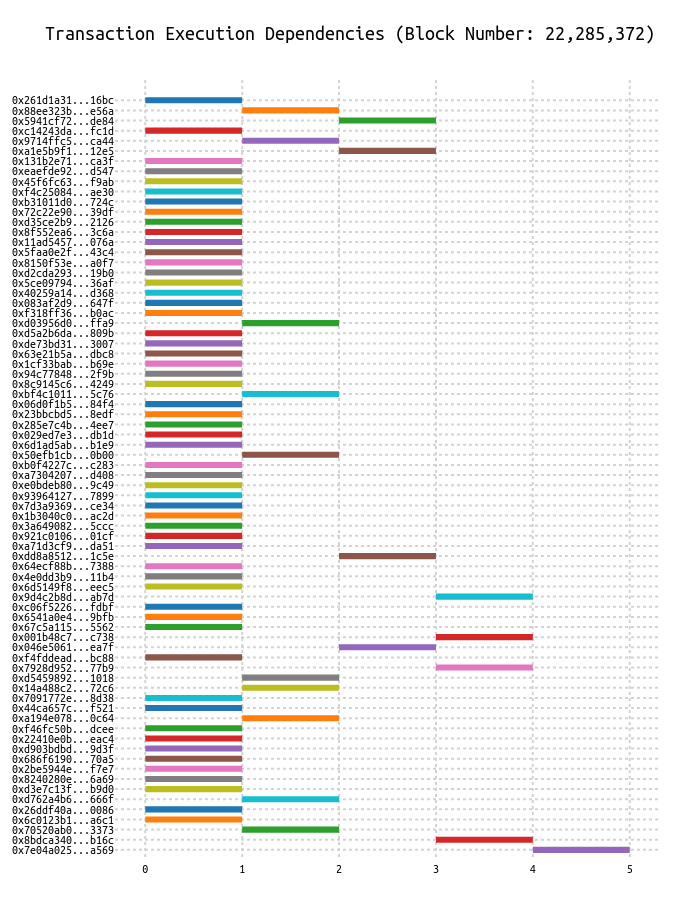 Transaction Execution Dependencies (Block Number: 22,285,372)
0x261d1a31...16bc
0x88ee323b...e56a
0x5941cf72...de84
0xc14243da...fc1d
0x9714ffc5...ca44
0xa1e5b9f1...12e5
0x131b2e71...ca3f
0xeaefde92...d547
0x45f6fc63...f9ab
0xf4c25084...ae30
0xb31011d0...724c
0x72c22e90...39df
0xd35ce2b9...2126
0x8f552ea6...3c6a
0x11ad5457...076a
0x5faa0e2f...43c4
0x8150f53e...a0f7
0xd2cda293...19b0
0x5ce09794...36af
0x40259a14...d368
0x083af2d9...647f
0xf318ff36...b0ac
0xd03956d0...ffa9
0xd5a2b6da...809b
0xde73bd31...3007
0x63e21b5a...dbc8
0x1cf33bab...b69e
0x94c77848...2f9b
0x8c9145c6...4249
0xbf4c1011...5c76
0x06d0f1b5...84f4
0x23bbcbd5...8edf
0x285e7c4b...4ee7
0x029ed7e3...db1d
0x6d1ad5ab...b1e9
0x50efb1cb...0b00
0xb0f4227c...c283
0xa7304207...d408
0xe0bdeb80...9c49
0x93964127...7899
0x7d3a9369...ce34
0x1b3040c0...ac2d
0x3a649082...5ccc
0x921c0106...01cf
0xa71d3cf9...da51
0xdd8a8512...1c5e
0x64ecf88b...7388
0x4e0dd3b9...11b4
0x6d5149f8...eec5
0x9d4c2b8d...ab7d
0xc06f5226...fdbf
0x6541a0e4...9bfb
0x67c5a115...5562
0x001b48c7...c738
0x046e5061...ea7f
0xf4fddead...bc88
0x7928d952...77b9
0xd5459892...1018
0x14a488c2...72c6
0x7091772e...8d38
0x44ca657c...f521
0xa194e078...0c64
0xf46fc50b...dcee
0x22410e0b...eac4
0xd903bdbd...9d3f
0x686f6190...70a5
0x2be5944e...f7e7
0x8240280e...6a69
0xd3e7c13f...b9d0
0xd762a4b6...666f
0x26ddf40a...0086
0x6c0123b1...a6c1
0x70520ab0...3373
0x8bdca340...b16c
0x7e04a025...a569
0 1 2 3 4 5